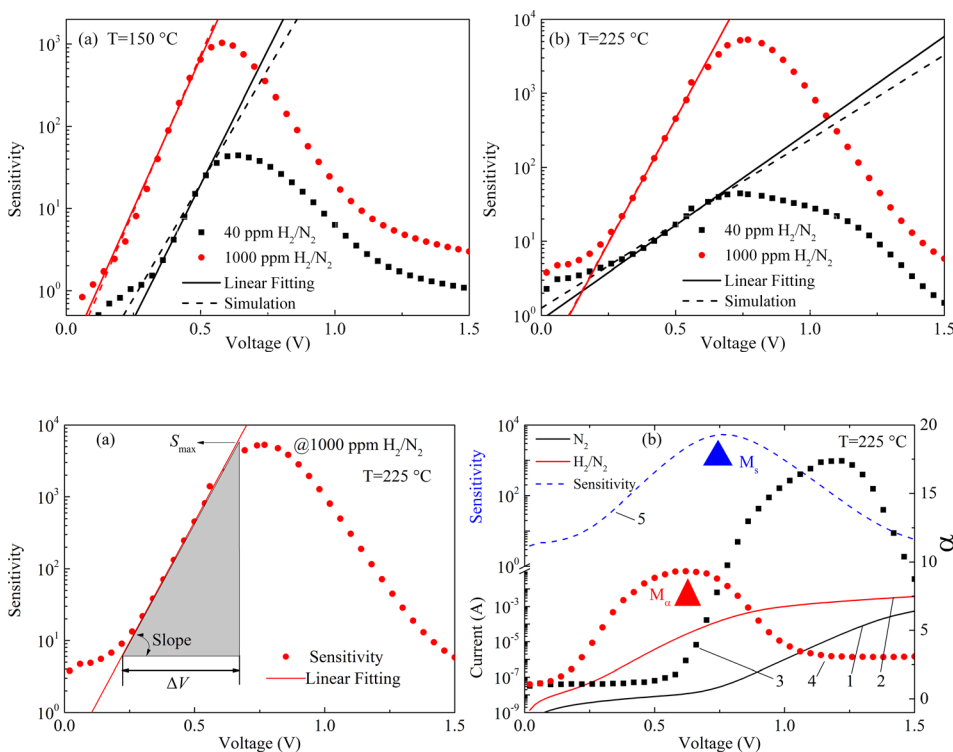 (a) T=150 °C
Sensitivity
10³
10²
10¹
10⁰
40 ppm H₂/N₂
1000 ppm H₂/N₂
Linear Fitting
Simulation
0.0 0.5 1.0 1.5
Voltage (V)
(b) T=225 °C
Sensitivity
10⁴
10³
10²
10¹
10⁰
40 ppm H₂/N₂
1000 ppm H₂/N₂
Linear Fitting
Simulation
0.0 0.5 1.0 1.5
Voltage (V)
(a)
Sensitivity
10⁴
10³
10²
10¹
10⁰
Smax
@1000 ppm H₂/N₂
T=225 °C
Slope
ΔV
Sensitivity
Linear Fitting
0.0 0.5 1.0 1.5
Voltage (V)
(b) T=225 °C
N₂
H₂/N₂
Sensitivity
Sensitivity
10⁴
10²
10⁰
Current (A)
10⁻³
10⁻⁵
10⁻⁷
10⁻⁹
Mₛ
5
Mα
3 4 1 2
20
15
10
5
0
α
0.0 0.5 1.0 1.5
Voltage (V)